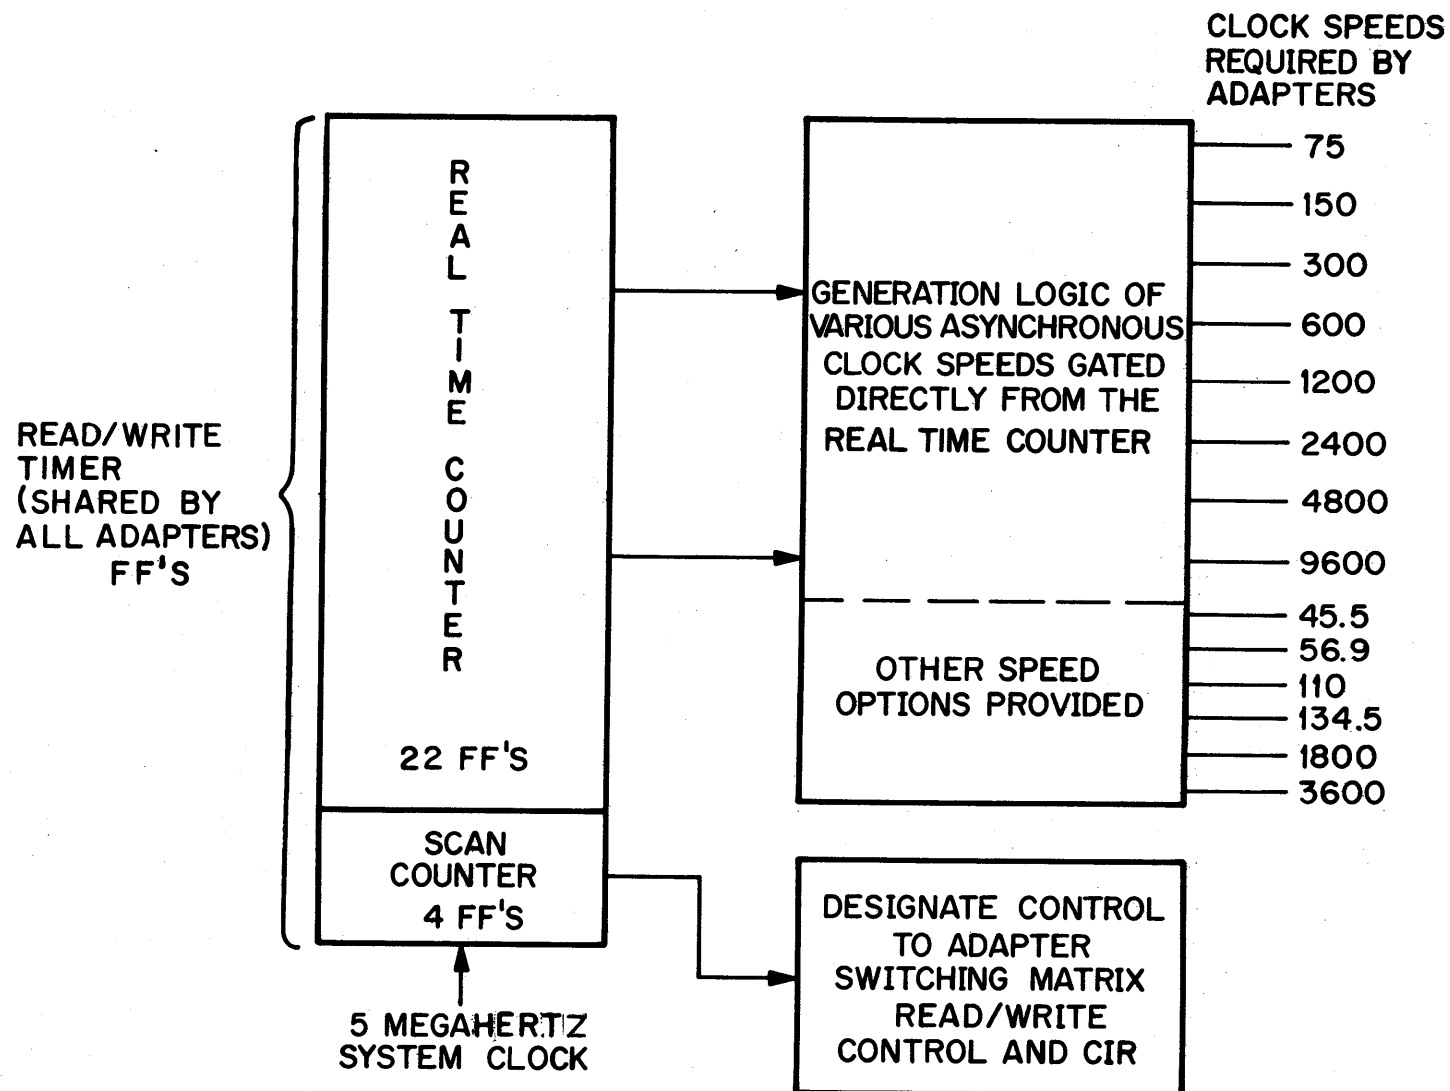 CLOCK SPEEDS
REQUIRED BY
ADAPTERS
READ/WRITE
TIMER
(SHARED BY
ALL ADAPTERS)
FF'S
REAL TIME COUNTER
22 FF'S
SCAN
COUNTER
4 FF'S
5 MEGAHERTZ
SYSTEM CLOCK
GENERATION LOGIC OF
VARIOUS ASYNCHRONOUS
CLOCK SPEEDS GATED
DIRECTLY FROM THE
REAL TIME COUNTER
OTHER SPEED
OPTIONS PROVIDED
75
150
300
600
1200
2400
4800
9600
45.5
56.9
110
134.5
1800
3600
DESIGNATE CONTROL
TO ADAPTER
SWITCHING MATRIX
READ/WRITE
CONTROL AND CIR